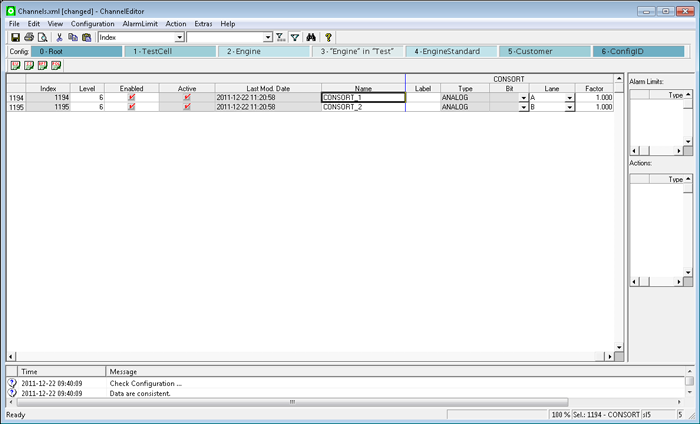 Channels.xml [changed] - ChannelEditor
File Edit View Configuration AlarmLimit Action Extras Help
Index
Config: 0 - Root 1 - TestCell 2 - Engine 3 - "Engine" in "Test" 4 - EngineStandard 5 - Customer 6 - ConfigID
CONSORT
Index Level Enabled Active Last Mod. Date Name Label Type Bit Lane Factor
1194 1194 6 2011-12-22 11:20:58 CONSORT_1 ANALOG A 1.000
1195 1195 6 2011-12-22 11:20:58 CONSORT_2 ANALOG B 1.000
Alarm Limits:
Type
Actions:
Type
Time Message
2011-12-22 09:40:09 Check Configuration ...
2011-12-22 09:40:09 Data are consistent.
Ready 100 % Sel.: 1194 - CONSORT sl5 5